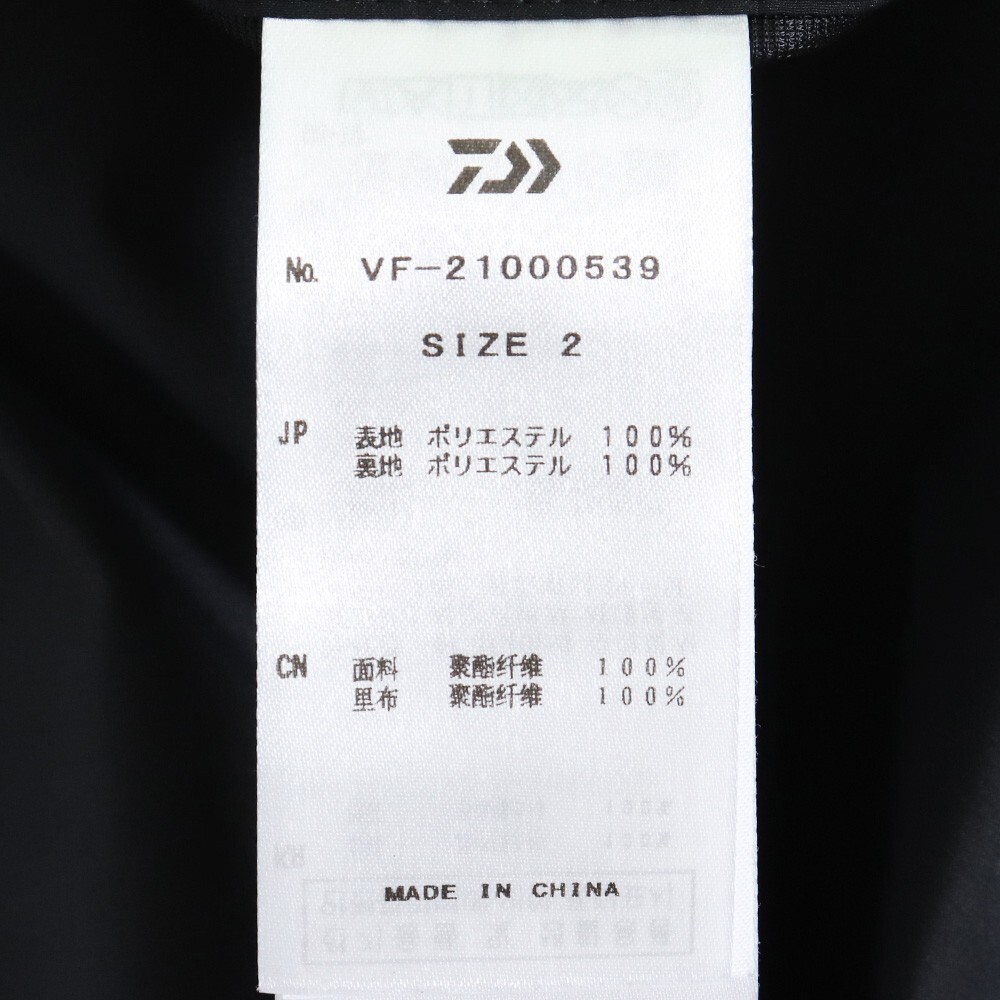 No. VF-21000539
SIZE 2
JP 表地 ポリエステル 100%
裏地 ポリエステル 100%
CN 面料 聚酯纤维 100%
里布 聚酯纤维 100%
MADE IN CHINA